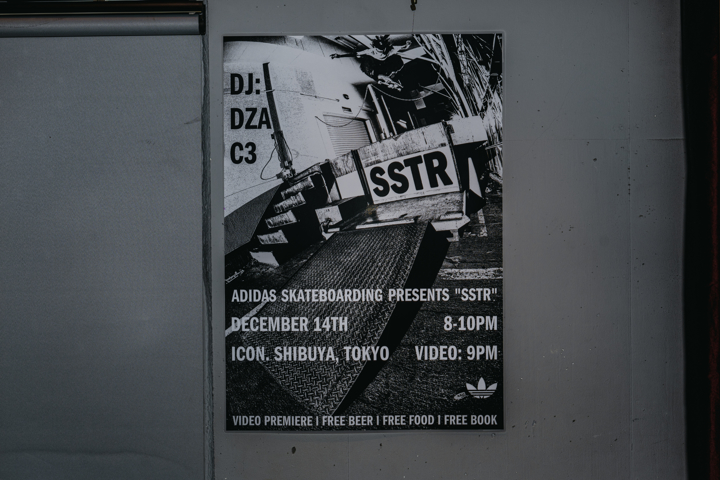 DJ:
DZA
C3
SSTR
ADIDAS SKATEBOARDING PRESENTS "SSTR"
DECEMBER 14TH 8-10PM
ICON. SHIBUYA, TOKYO VIDEO: 9PM
VIDEO PREMIERE | FREE BEER | FREE FOOD | FREE BOOK